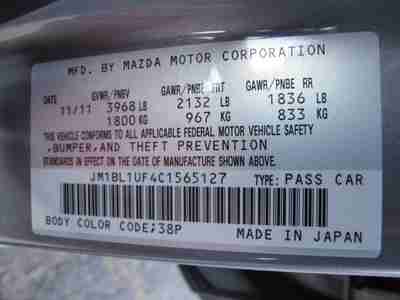 MFD. BY MAZDA MOTOR CORPORATION
DATE GVWR/PNBV GAWR/PNBE FRT GAWR/PNBE RR
11/11 3968 LB 2132 LB 1836 LB
1800 KG 967 KG 833 KG
THIS VEHICLE CONFORMS TO ALL APPLICABLE FEDERAL MOTOR VEHICLE SAFETY
,BUMPER,AND THEFT PREVENTION
STANDARDS IN EFFECT ON THE DATE OF MANUFACTURE SHOWN ABOVE.
JM1BL1UF4C1565127 TYPE: PASS CAR
BODY COLOR CODE;38P MADE IN JAPAN